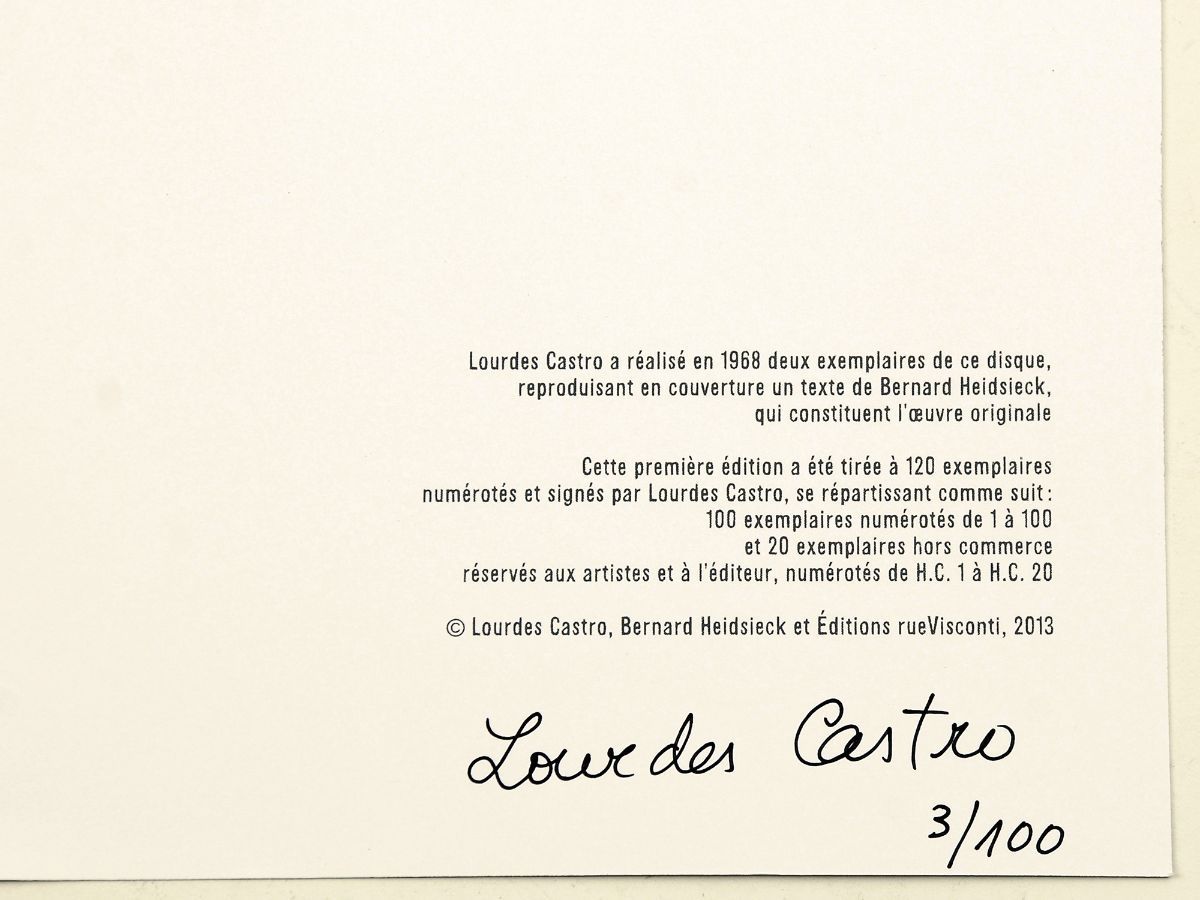 Lourdes Castro a réalisé en 1968 deux exemplaires de ce disque,
reproduisant en couverture un texte de Bernard Heidsieck,
qui constituent l'œuvre originale
Cette première édition a été tirée à 120 exemplaires
numérotés et signés par Lourdes Castro, se répartissant comme suit :
100 exemplaires numérotés de 1 à 100
et 20 exemplaires hors commerce
réservés aux artistes et à l'éditeur, numérotés de H.C. 1 à H.C. 20
© Lourdes Castro, Bernard Heidsieck et Éditions rueVisconti, 2013
Lourdes Castro
3/100